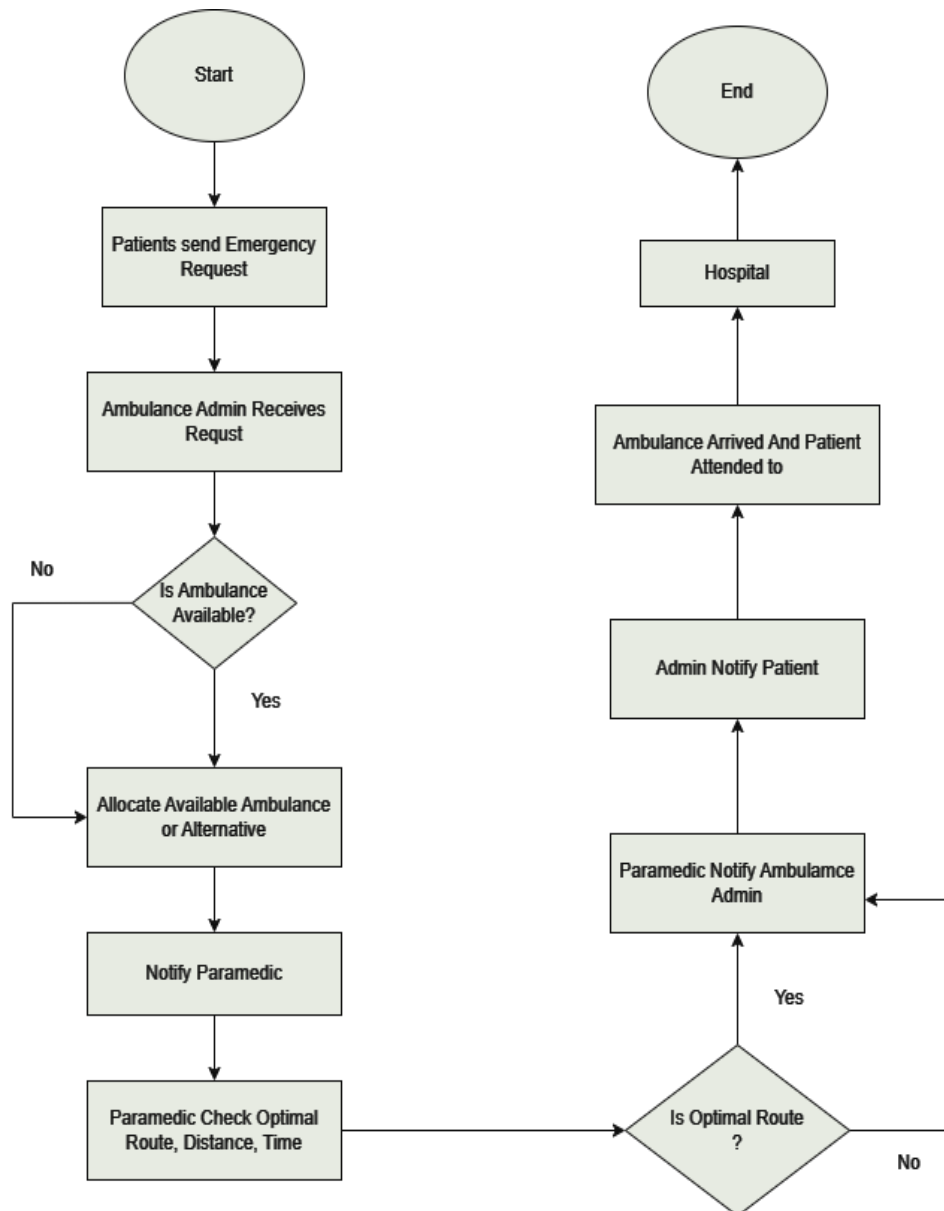 Start
Patients send Emergency
Request
Ambulance Admin Receives
Requst
No
Is Ambulance
Available?
Yes
Allocate Available Ambulance
or Alternative
Notify Paramedic
Paramedic Check Optimal
Route, Distance, Time
Is Optimal Route
?
No
Yes
Paramedic Notify Ambulamce
Admin
Admin Notify Patient
Ambulance Arrived And Patient
Attended to
Hospital
End